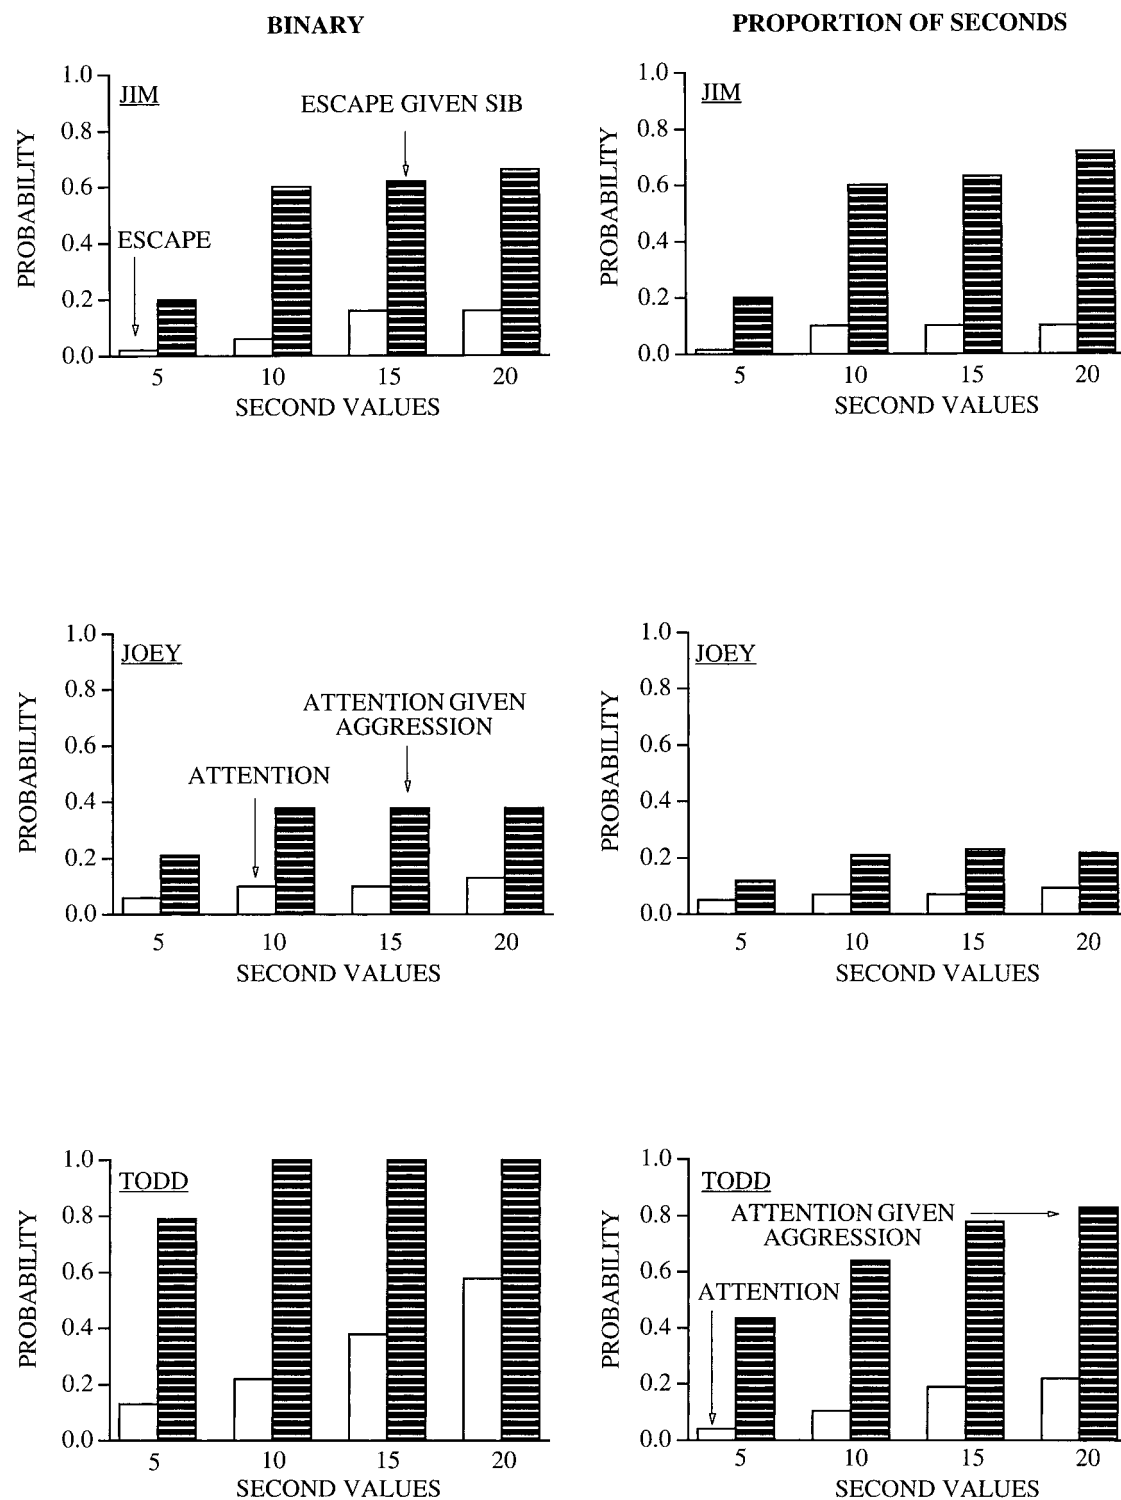 BINARY
PROPORTION OF SECONDS
JIM
ESCAPE GIVEN SIB
ESCAPE
PROBABILITY
1.0
0.8
0.6
0.4
0.2
0.0
5 10 15 20
SECOND VALUES
JIM
PROBABILITY
1.0
0.8
0.6
0.4
0.2
0.0
5 10 15 20
SECOND VALUES
JOEY
ATTENTION GIVEN
AGGRESSION
ATTENTION
PROBABILITY
1.0
0.8
0.6
0.4
0.2
0.0
5 10 15 20
SECOND VALUES
JOEY
PROBABILITY
1.0
0.8
0.6
0.4
0.2
0.0
5 10 15 20
SECOND VALUES
TODD
PROBABILITY
1.0
0.8
0.6
0.4
0.2
0.0
5 10 15 20
SECOND VALUES
TODD
ATTENTION GIVEN
AGGRESSION
ATTENTION
PROBABILITY
1.0
0.8
0.6
0.4
0.2
0.0
5 10 15 20
SECOND VALUES